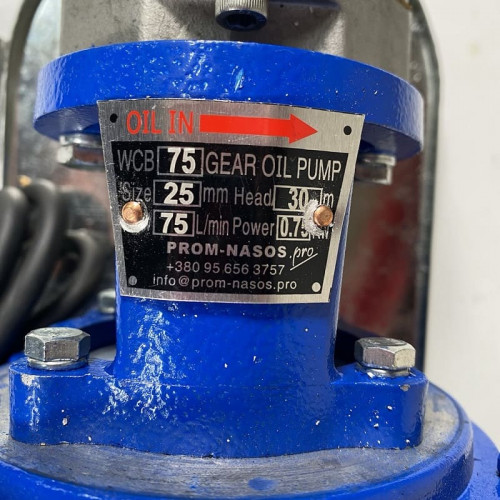 OIL IN
WCB 75 GEAR OIL PUMP
Size 25 mm Head 30 m
75 L/min Power 0.75 KW
PROM-NASOS.pro
+380 95 656 3757
info@prom-nasos.pro